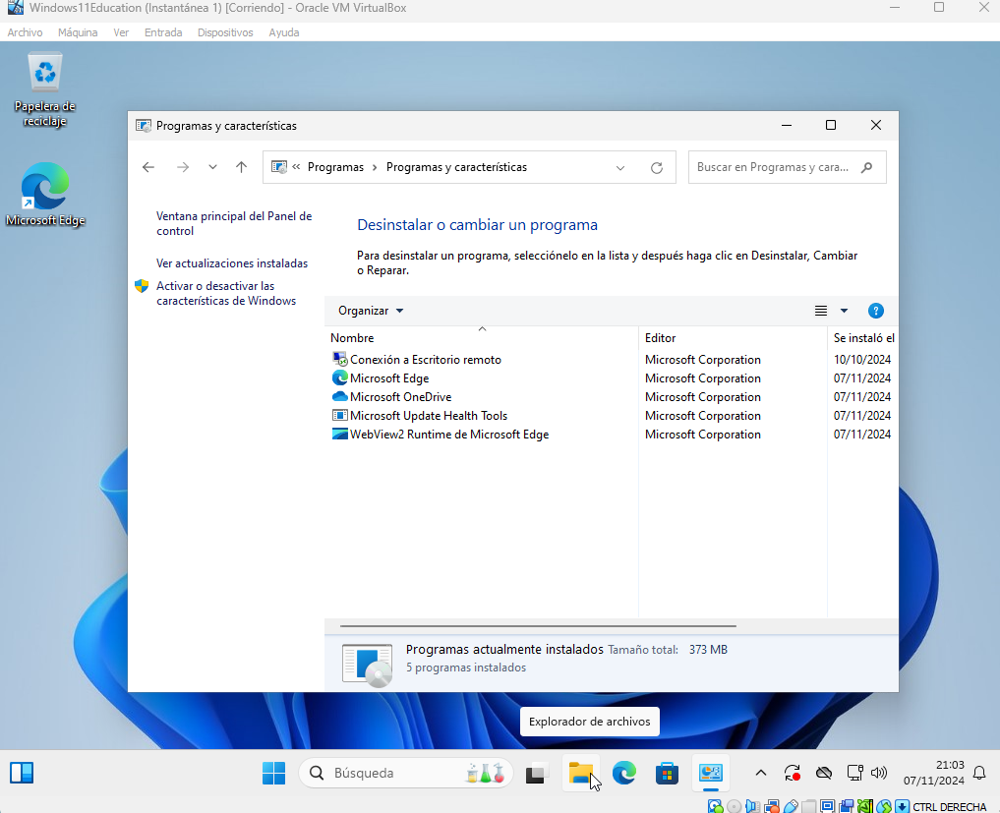 Windows11Education (Instantánea 1) [Corriendo] - Oracle VM VirtualBox
Archivo Máquina Ver Entrada Dispositivos Ayuda
Papelera de
reciclaje
Microsoft Edge
Programas y características
« Programas › Programas y características
Buscar en Programas y cara...
Ventana principal del Panel de
control
Ver actualizaciones instaladas
Activar o desactivar las
características de Windows
Desinstalar o cambiar un programa
Para desinstalar un programa, selecciónelo en la lista y después haga clic en Desinstalar, Cambiar
o Reparar.
Organizar
Nombre Editor Se instaló el
Conexión a Escritorio remoto Microsoft Corporation 10/10/2024
Microsoft Edge Microsoft Corporation 07/11/2024
Microsoft OneDrive Microsoft Corporation 07/11/2024
Microsoft Update Health Tools Microsoft Corporation 07/11/2024
WebView2 Runtime de Microsoft Edge Microsoft Corporation 07/11/2024
Programas actualmente instalados Tamaño total: 373 MB
5 programas instalados
Explorador de archivos
Búsqueda
21:03
07/11/2024
CTRL DERECHA